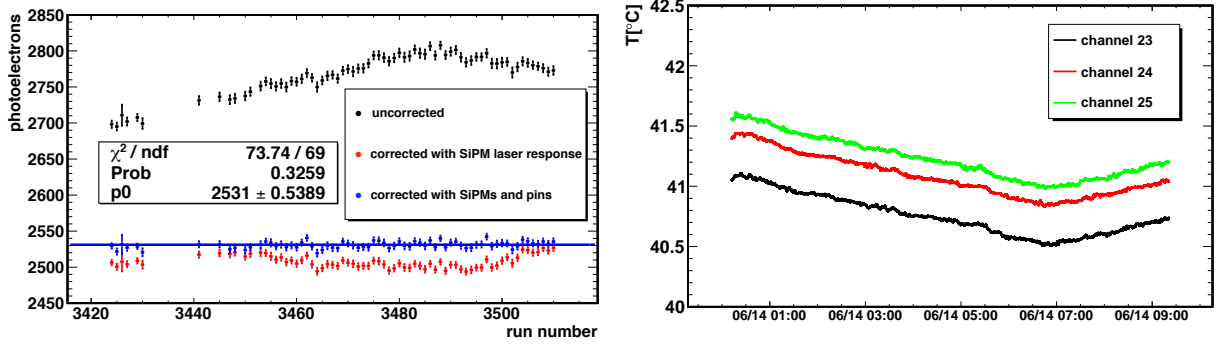 photoelectrons
2850
2800
2750
2700
2650
2600
2550
2500
2450
uncorrected
corrected with SiPM laser response
corrected with SiPMs and pins
χ² / ndf 73.74 / 69
Prob 0.3259
p0 2531 ± 0.5389
3420 3440 3460 3480 3500
run number
T[°C]
42.5
42
41.5
41
40.5
40
channel 23
channel 24
channel 25
06/14 01:00 06/14 03:00 06/14 05:00 06/14 07:00 06/14 09:00